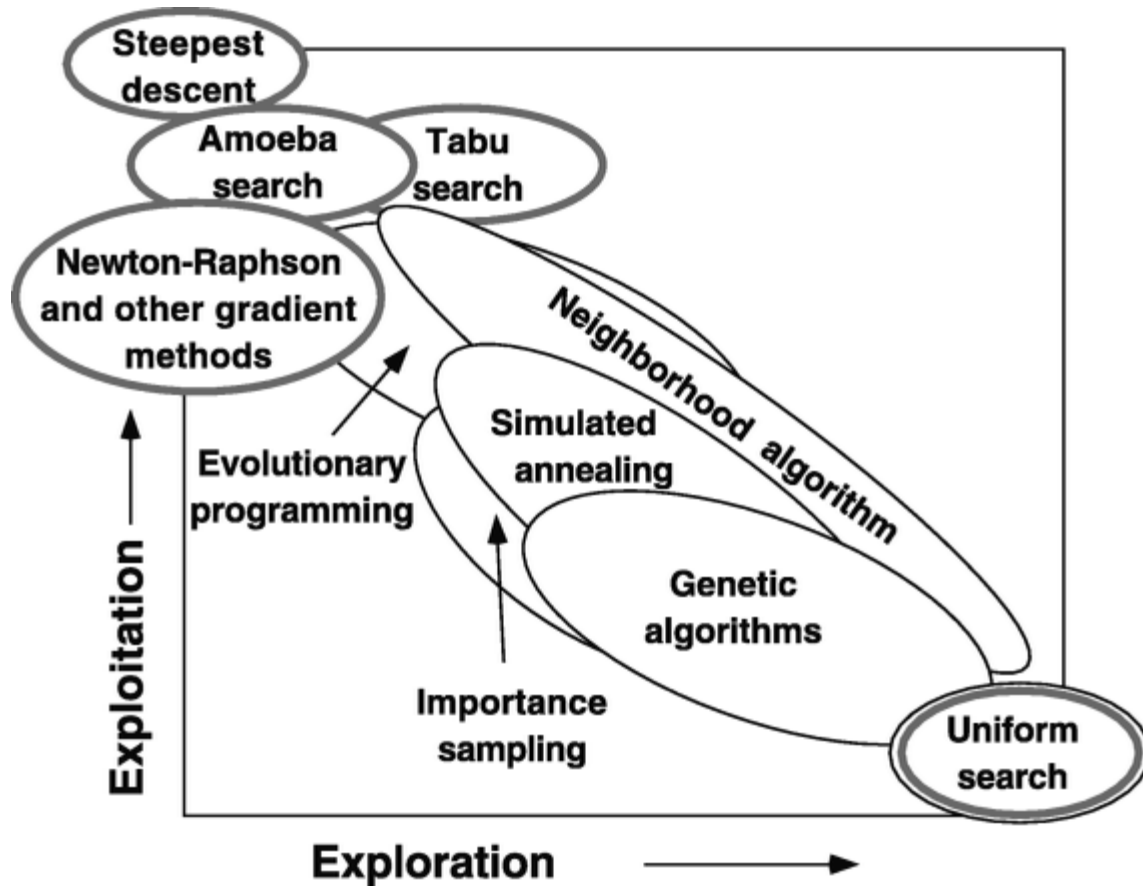 Steepest
descent
Amoeba
search
Tabu
search
Newton-Raphson
and other gradient
methods
Neighborhood algorithm
Simulated
annealing
Evolutionary
programming
Genetic
algorithms
Importance
sampling
Uniform
search
Exploitation
Exploration